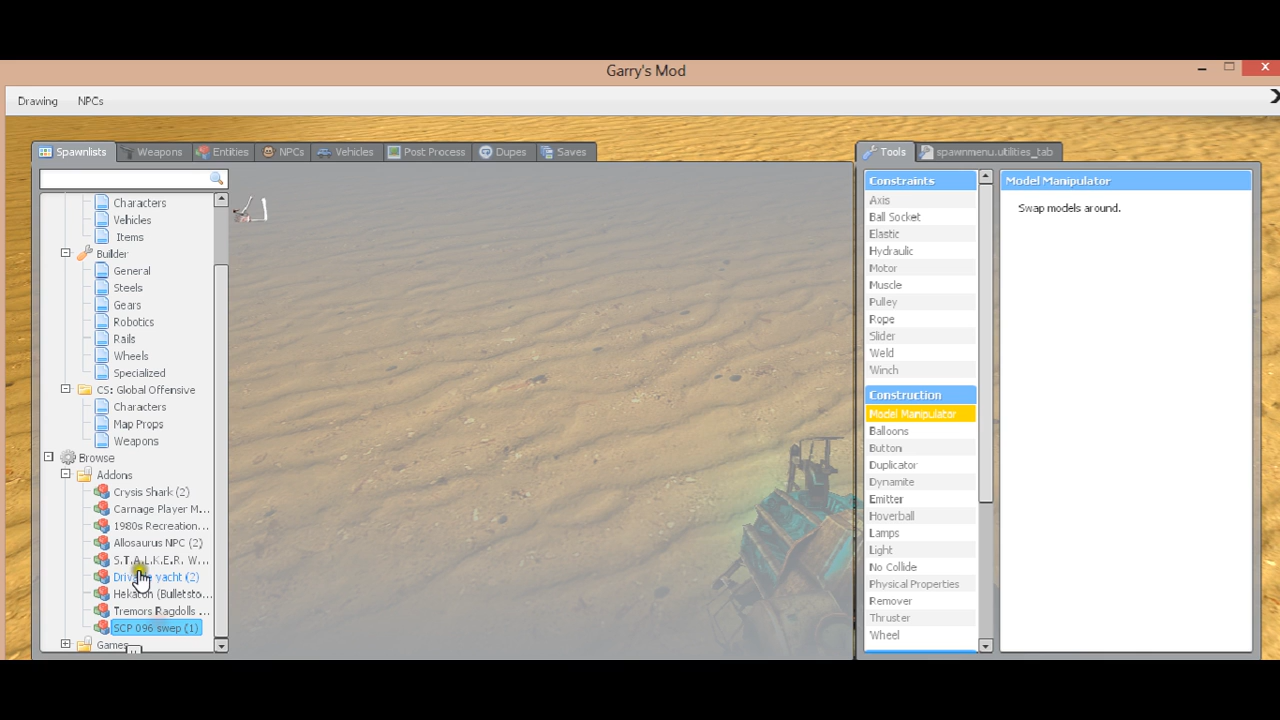 Garry's Mod
Drawing NPCs
Spawnlists Weapons Entities NPCs Vehicles Post Process Dupes Saves
Characters
Vehicles
Items
Builder
General
Steels
Gears
Robotics
Rails
Wheels
Specialized
CS: Global Offensive
Characters
Map Props
Weapons
Browse
Addons
Crysis Shark (2)
Carnage Player M...
1980s Recreation...
Allosaurus NPC (2)
S.T.A.L.K.E.R. W...
yacht (2)
(Bulletsto...
Tremors Ragdolls ...
SCP 096 swep (1)
Games
Tools spawnmenu.utilities_tab
Constraints
Axis
Ball Socket
Elastic
Hydraulic
Motor
Muscle
Pulley
Rope
Slider
Weld
Winch
Construction
Model Manipulator
Balloons
Button
Duplicator
Dynamite
Emitter
Hoverball
Lamps
Light
No Collide
Physical Properties
Remover
Thruster
Wheel
Model Manipulator
Swap models around.